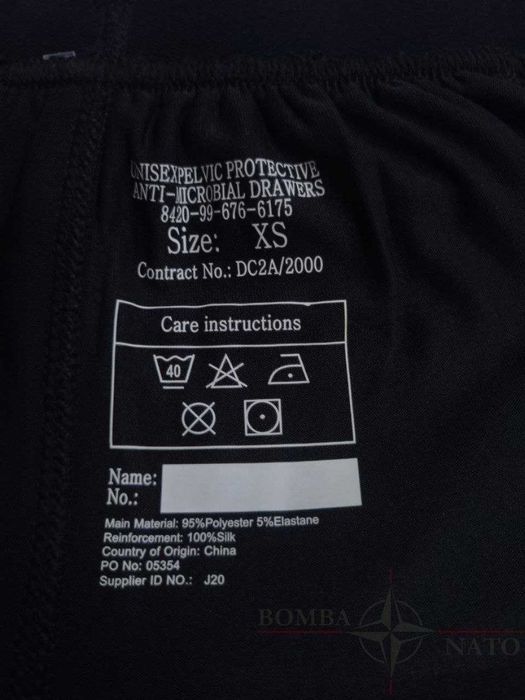 UNISEXPELVIC PROTECTIVE
ANTI-MICROBIAL DRAWERS
8420-99-676-6175
Size: XS
Contract No.: DC2A/2000
Care instructions
40
Name:
No.:
Main Material: 95%Polyester 5%Elastane
Reinforcement: 100%Silk
Country of Origin: China
PO No: 05354
Supplier ID NO.: J20
BOMBA
NATO